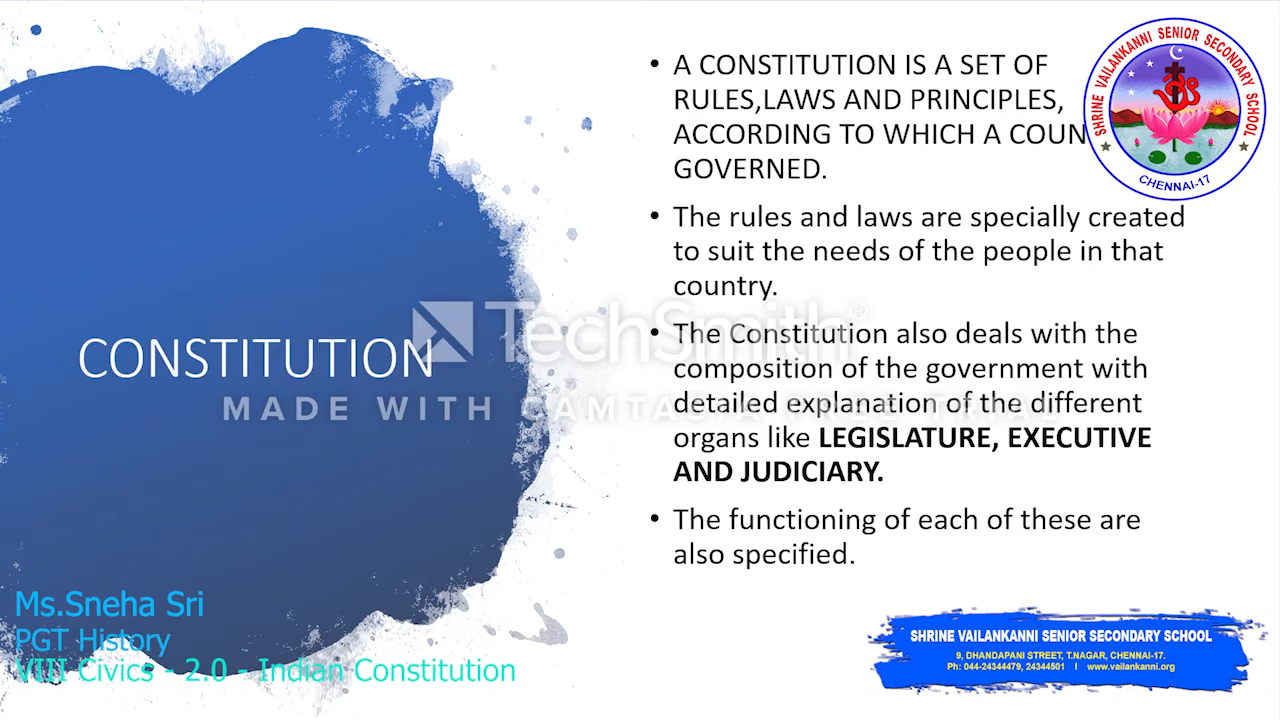 CONSTITUTION
• A CONSTITUTION IS A SET OF
RULES,LAWS AND PRINCIPLES,
ACCORDING TO WHICH A COUN
GOVERNED.
• The rules and laws are specially created
to suit the needs of the people in that
country.
• The Constitution also deals with the
composition of the government with
detailed explanation of the different
organs like LEGISLATURE, EXECUTIVE
AND JUDICIARY.
• The functioning of each of these are
also specified.
SHRINE VAILANKANNI SENIOR SECONDARY SCHOOL
CHENNAI-17
TechSmith®
MADE WITH CAMTASIA FREE TRIAL
Ms.Sneha Sri
PGT History
VIII Civics - 2.0 - Indian Constitution
SHRINE VAILANKANNI SENIOR SECONDARY SCHOOL
9, DHANDAPANI STREET, T.NAGAR, CHENNAI-17.
Ph: 044-24344479, 24344501 I www.vailankanni.org